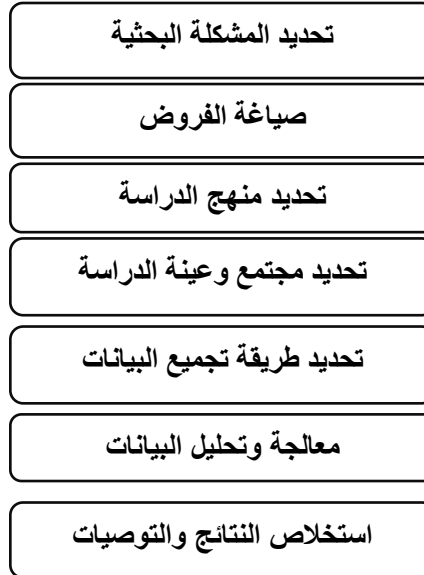 تحديد المشكلة البحثية
صياغة الفروض
تحديد منهج الدراسة
تحديد مجتمع وعينة الدراسة
تحديد طريقة تجميع البيانات
معالجة وتحليل البيانات
استخلاص النتائج والتوصيات